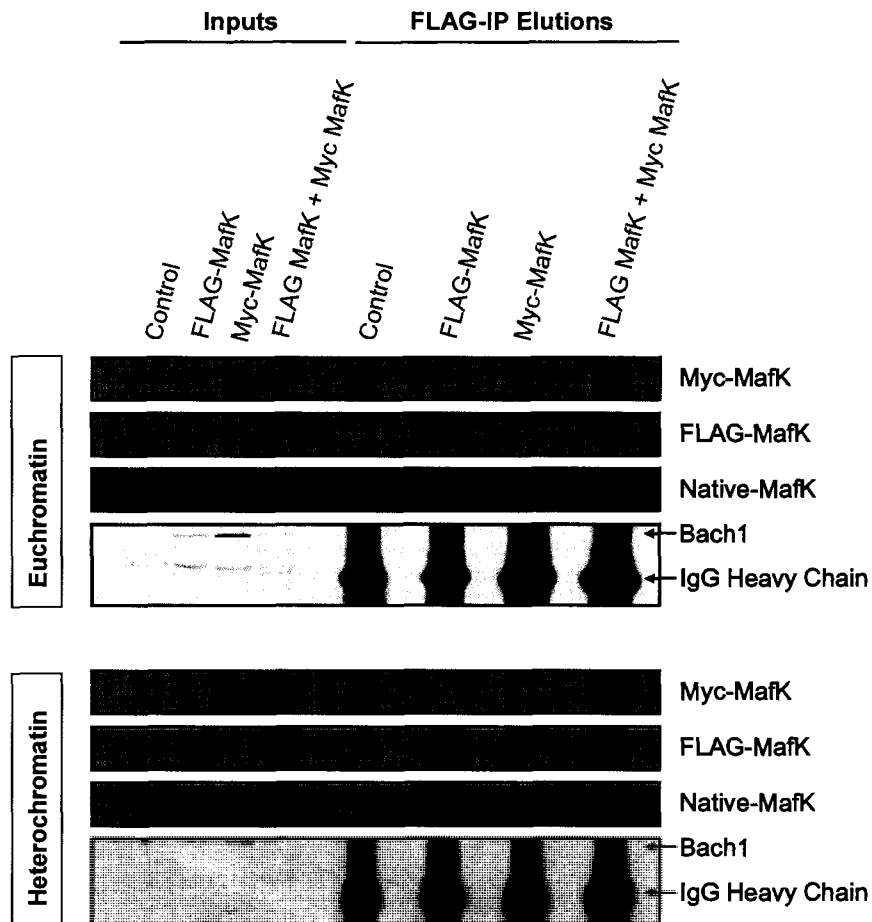 Inputs
FLAG-IP Elutions
Control
FLAG-MafK
Myc-MafK
FLAG MafK + Myc MafK
Control
FLAG-MafK
Myc-MafK
FLAG MafK + Myc MafK
Euchromatin
Myc-MafK
FLAG-MafK
Native-MafK
Bach1
IgG Heavy Chain
Heterochromatin
Myc-MafK
FLAG-MafK
Native-MafK
Bach1
IgG Heavy Chain